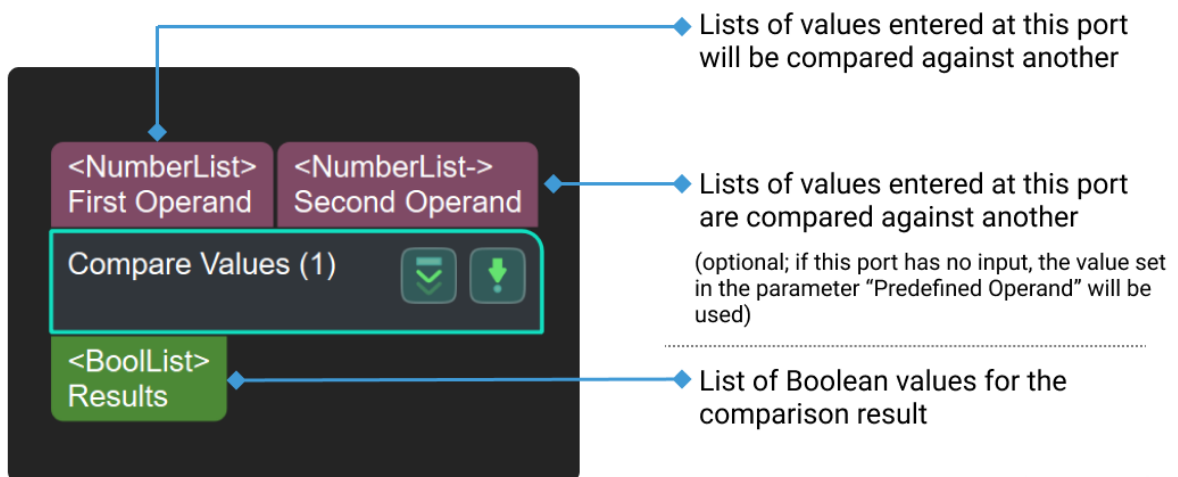 Lists of values entered at this port
will be compared against another
<NumberList>
First Operand
<NumberList->
Second Operand
Lists of values entered at this port
are compared against another
(optional; if this port has no input, the value set
in the parameter “Predefined Operand” will be
used)
Compare Values (1)
<BoolList>
Results
List of Boolean values for the
comparison result